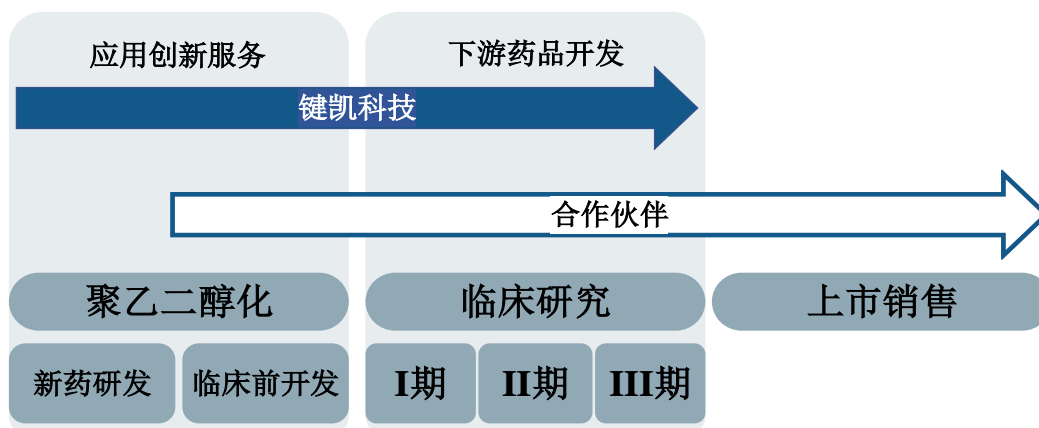 应用创新服务
下游药品开发
键凯科技
合作伙伴
聚乙二醇化
临床研究
上市销售
新药研发
临床前开发
I期
II期
III期